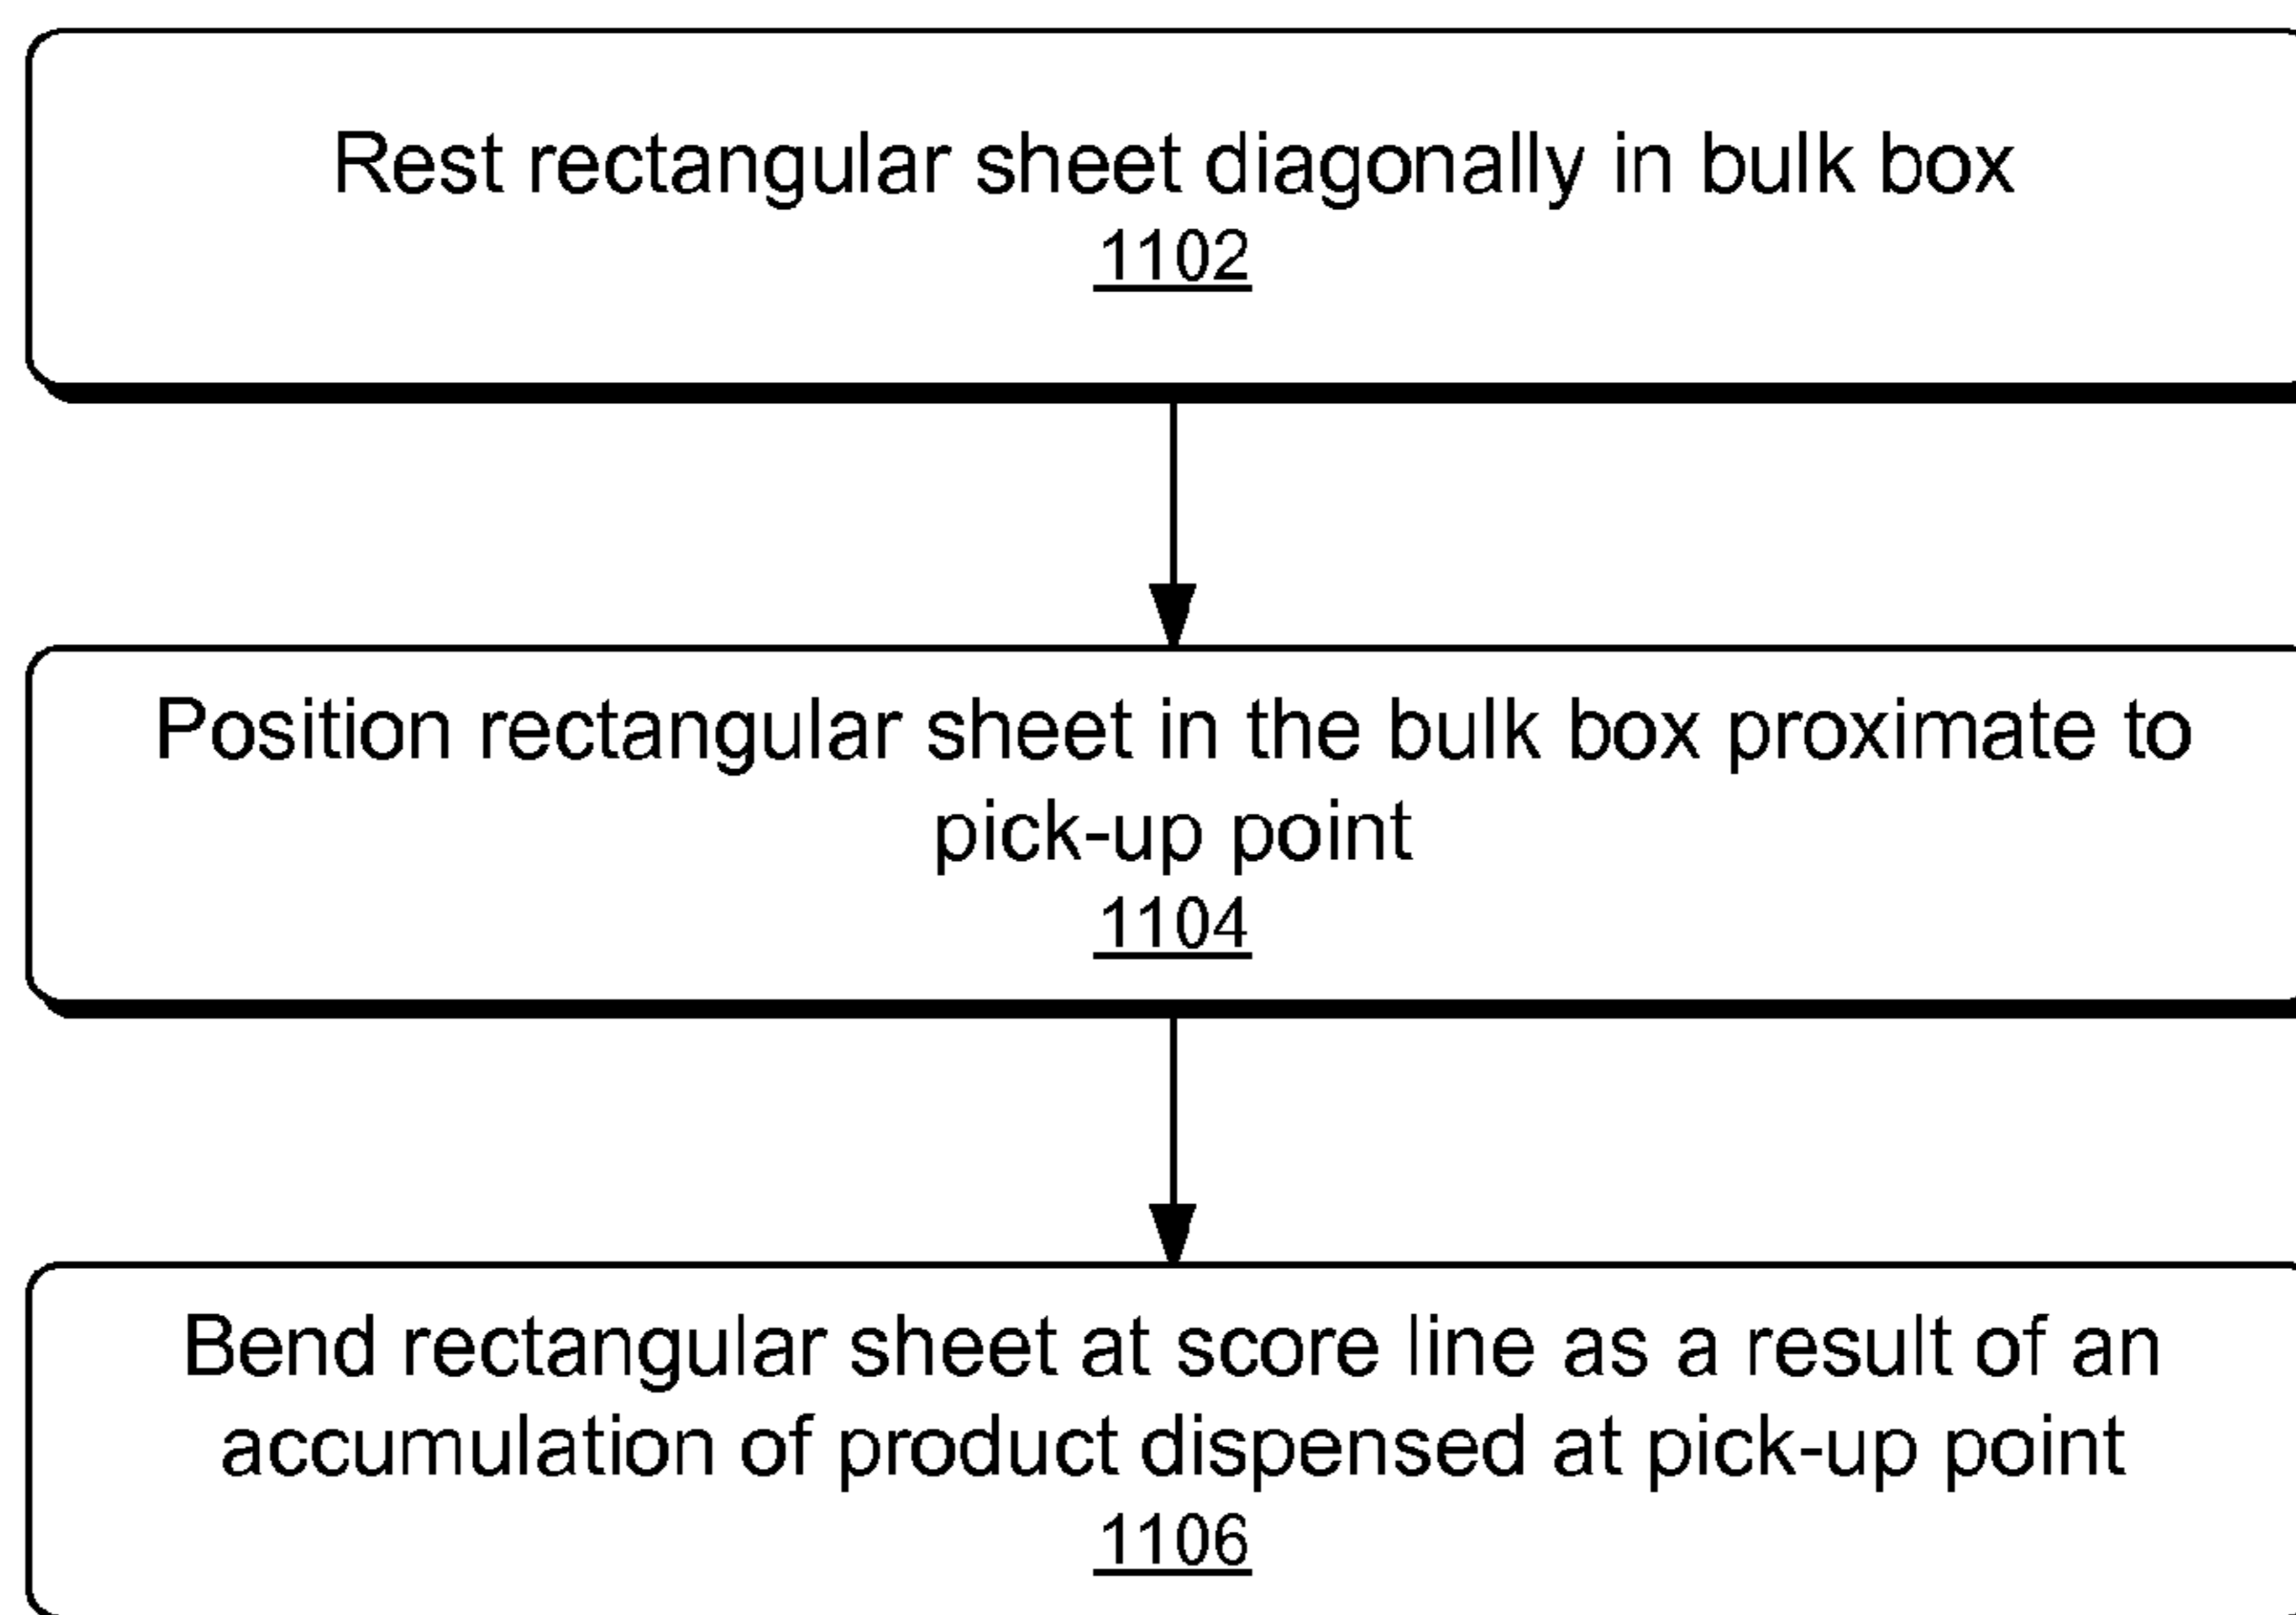 Rest rectangular sheet diagonally in bulk box
1102
Position rectangular sheet in the bulk box proximate to
pick-up point
1104
Bend rectangular sheet at score line as a result of an
accumulation of product dispensed at pick-up point
1106